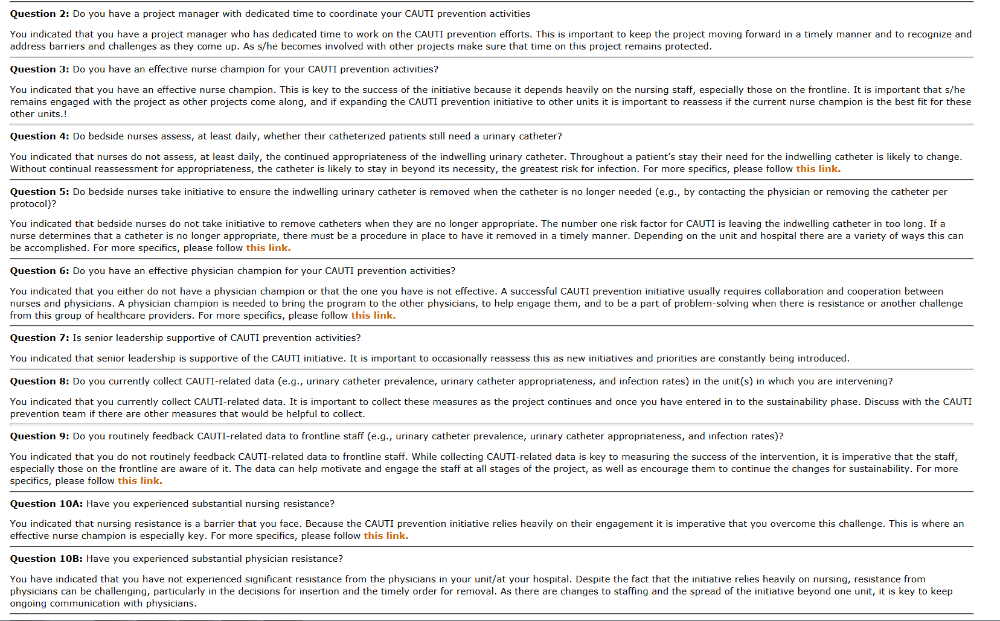 Question 2: Do you have a project manager with dedicated time to coordinate your CAUTI prevention activities
You indicated that you have a project manager who has dedicated time to work on the CAUTI prevention efforts. This is important to keep the project moving forward in a timely manner and to recognize and
address barriers and challenges as they come up. As s/he becomes involved with other projects make sure that time on this project remains protected.
Question 3: Do you have an effective nurse champion for your CAUTI prevention activities?
You indicated that you have an effective nurse champion. This is key to the success of the initiative because it depends heavily on the nursing staff, especially those on the frontline. It is important that s/he
remains engaged with the project as other projects come along, and if expanding the CAUTI prevention initiative to other units it is important to reassess if the current nurse champion is the best fit for these
other units.!
Question 4: Do bedside nurses assess, at least daily, whether their catheterized patients still need a urinary catheter?
You indicated that nurses do not assess, at least daily, the continued appropriateness of the indwelling urinary catheter. Throughout a patient’s stay their need for the indwelling catheter is likely to change.
Without continual reassessment for appropriateness, the catheter is likely to stay in beyond its necessity, the greatest risk for infection. For more specifics, please follow this link.
Question 5: Do bedside nurses take initiative to ensure the indwelling urinary catheter is removed when the catheter is no longer needed (e.g., by contacting the physician or removing the catheter per
protocol)?
You indicated that bedside nurses do not take initiative to remove catheters when they are no longer appropriate. The number one risk factor for CAUTI is leaving the indwelling catheter in too long. If a
nurse determines that a catheter is no longer appropriate, there must be a procedure in place to have it removed in a timely manner. Depending on the unit and hospital there are a variety of ways this can
be accomplished. For more specifics, please follow this link.
Question 6: Do you have an effective physician champion for your CAUTI prevention activities?
You indicated that you either do not have a physician champion or that the one you have is not effective. A successful CAUTI prevention initiative usually requires collaboration and cooperation between
nurses and physicians. A physician champion is needed to bring the program to the other physicians, to help engage them, and to be a part of problem-solving when there is resistance or another challenge
from this group of healthcare providers. For more specifics, please follow this link.
Question 7: Is senior leadership supportive of CAUTI prevention activities?
You indicated that senior leadership is supportive of the CAUTI initiative. It is important to occasionally reassess this as new initiatives and priorities are constantly being introduced.
Question 8: Do you currently collect CAUTI-related data (e.g., urinary catheter prevalence, urinary catheter appropriateness, and infection rates) in the unit(s) in which you are intervening?
You indicated that you currently collect CAUTI-related data. It is important to collect these measures as the project continues and once you have entered in to the sustainability phase. Discuss with the CAUTI
prevention team if there are other measures that would be helpful to collect.
Question 9: Do you routinely feedback CAUTI-related data to frontline staff (e.g., urinary catheter prevalence, urinary catheter appropriateness, and infection rates)?
You indicated that you do not routinely feedback CAUTI-related data to frontline staff. While collecting CAUTI-related data is key to measuring the success of the intervention, it is imperative that the staff,
especially those on the frontline are aware of it. The data can help motivate and engage the staff at all stages of the project, as well as encourage them to continue the changes for sustainability. For more
specifics, please follow this link.
Question 10A: Have you experienced substantial nursing resistance?
You indicated that nursing resistance is a barrier that you face. Because the CAUTI prevention initiative relies heavily on their engagement it is imperative that you overcome this challenge. This is where an
effective nurse champion is especially key. For more specifics, please follow this link.
Question 10B: Have you experienced substantial physician resistance?
You have indicated that you have not experienced significant resistance from the physicians in your unit/at your hospital. Despite the fact that the initiative relies heavily on nursing, resistance from
physicians can be challenging, particularly in the decisions for insertion and the timely order for removal. As there are changes to staffing and the spread of the initiative beyond one unit, it is key to keep
ongoing communication with physicians.